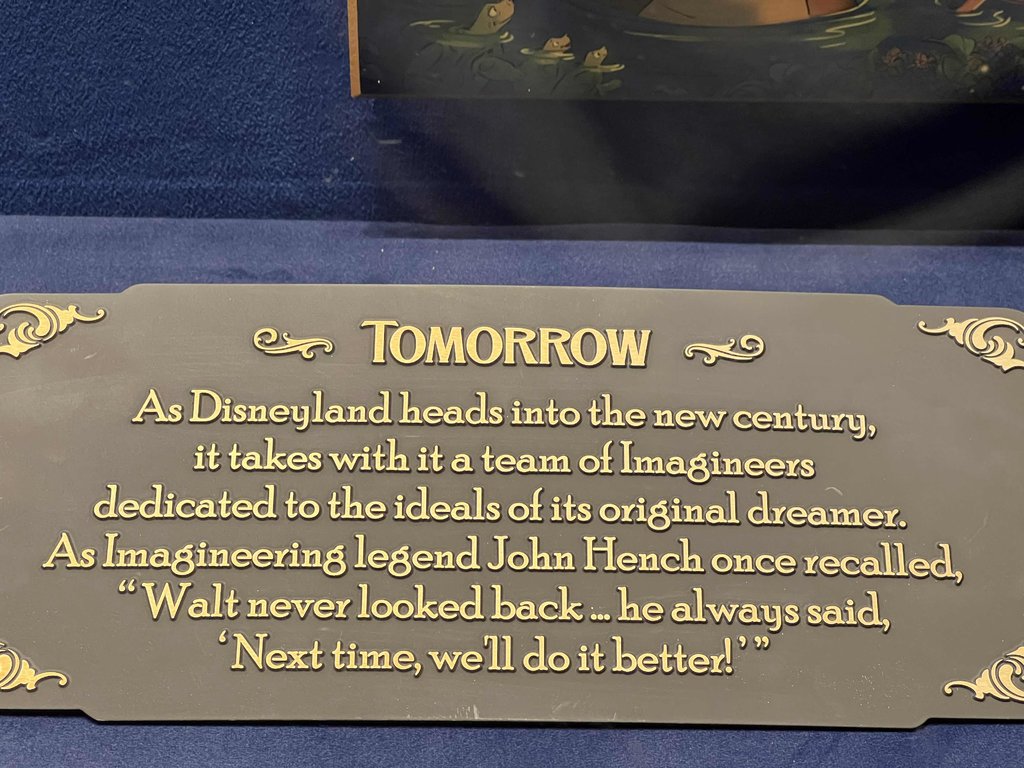 TOMORROW
As Disneyland heads into the new century,
it takes with it a team of Imagineers
dedicated to the ideals of its original dreamer.
As Imagineering legend John Hench once recalled,
“Walt never looked back ... he always said,
‘Next time, we'll do it better!’”